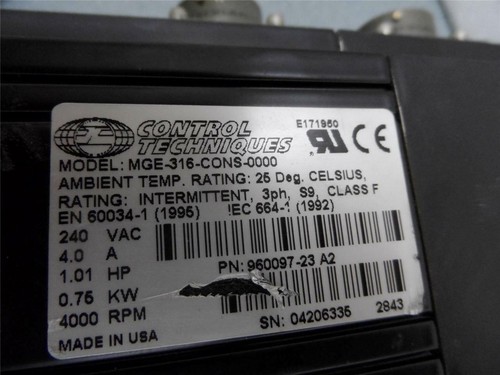 CONTROL
TECHNIQUES
E171960
MODEL: MGE-316-CONS-0000
AMBIENT TEMP. RATING: 25 Deg. CELSIUS,
RATING: INTERMITTENT, 3ph, S9, CLASS F
EN 60034-1 (1995) IEC 664-1 (1992)
240 VAC
4.0 A
1.01 HP PN: 960097-23 A2
0.75 KW
4000 RPM SN: 04206335 2843
MADE IN USA